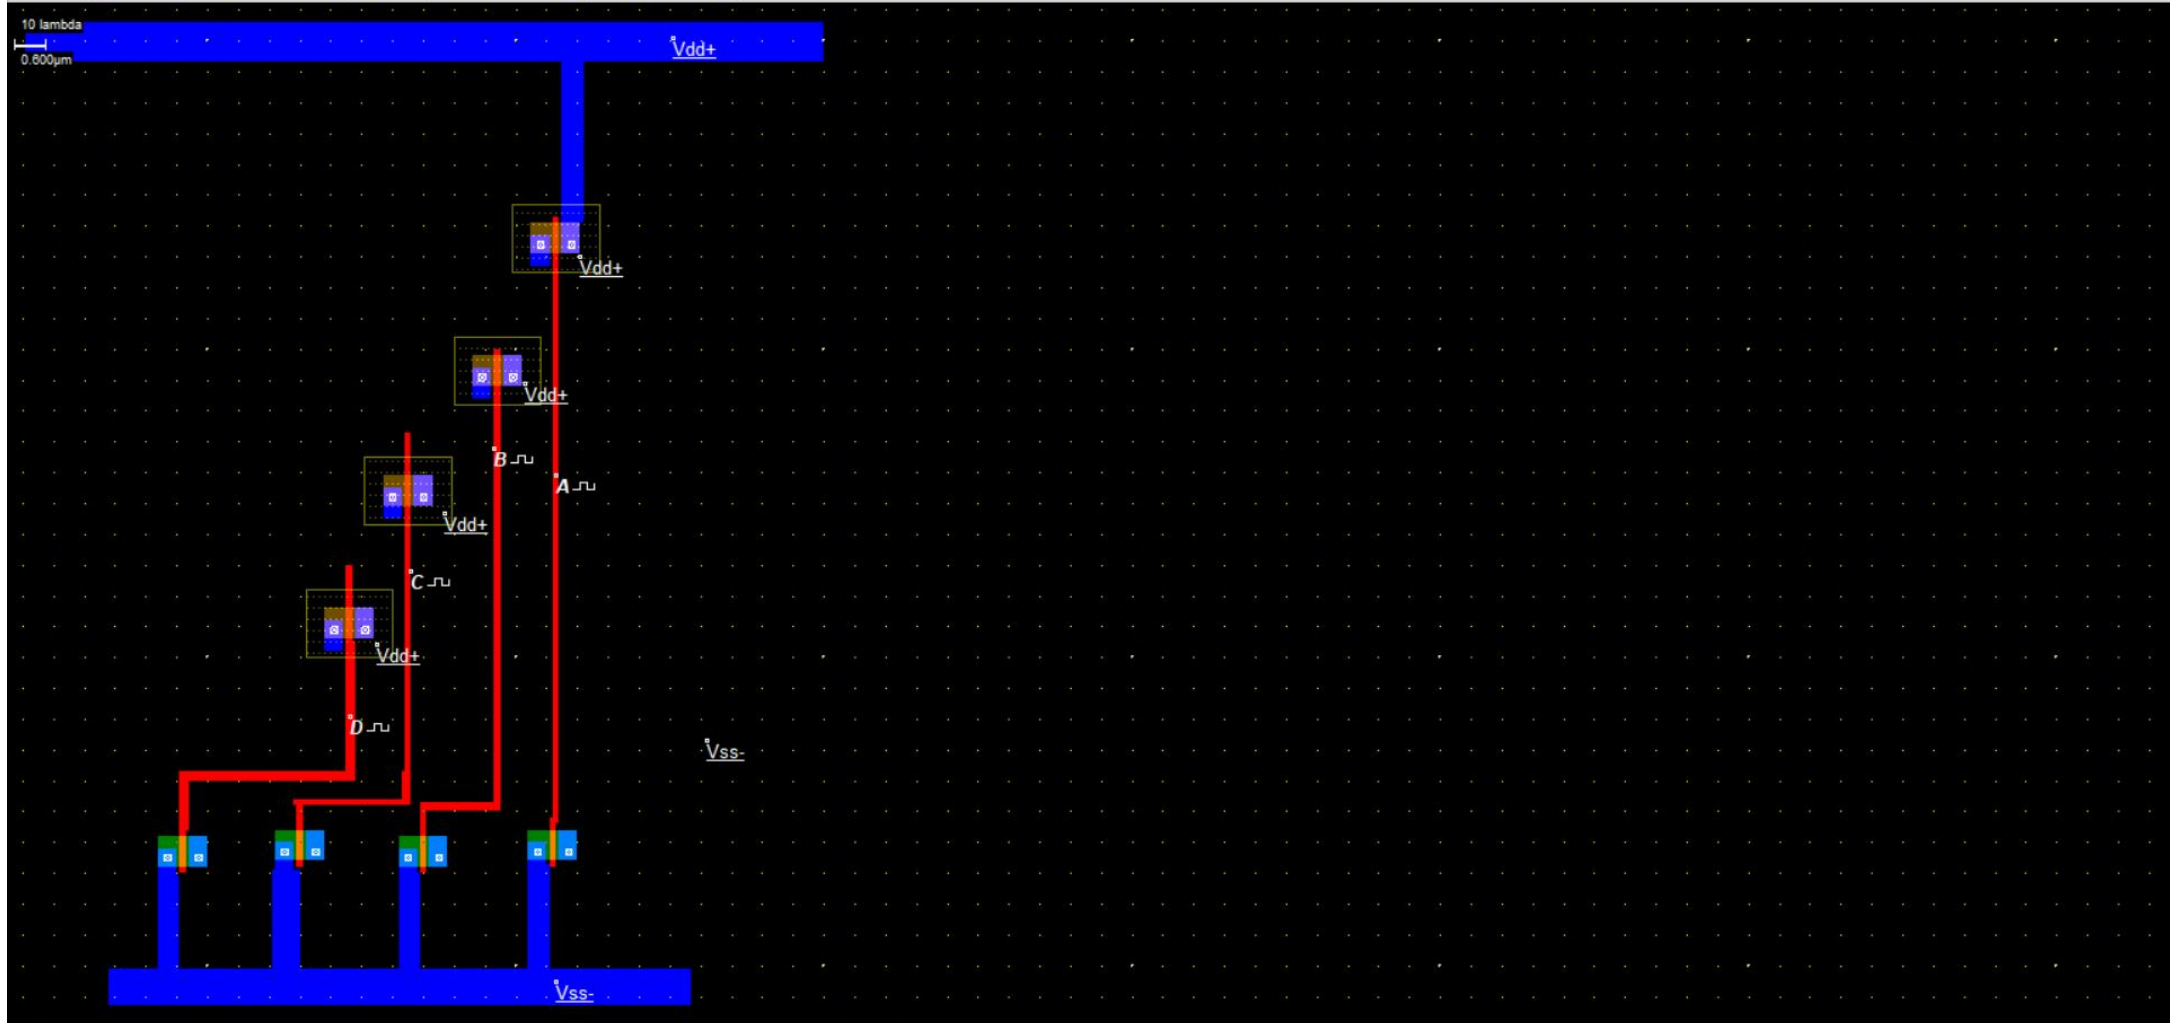 10 lambda
0.600µm
Vdd+
Vdd+
Vdd+
B
A
Vdd+
C
Vdd+
D
Vss-
Vss-